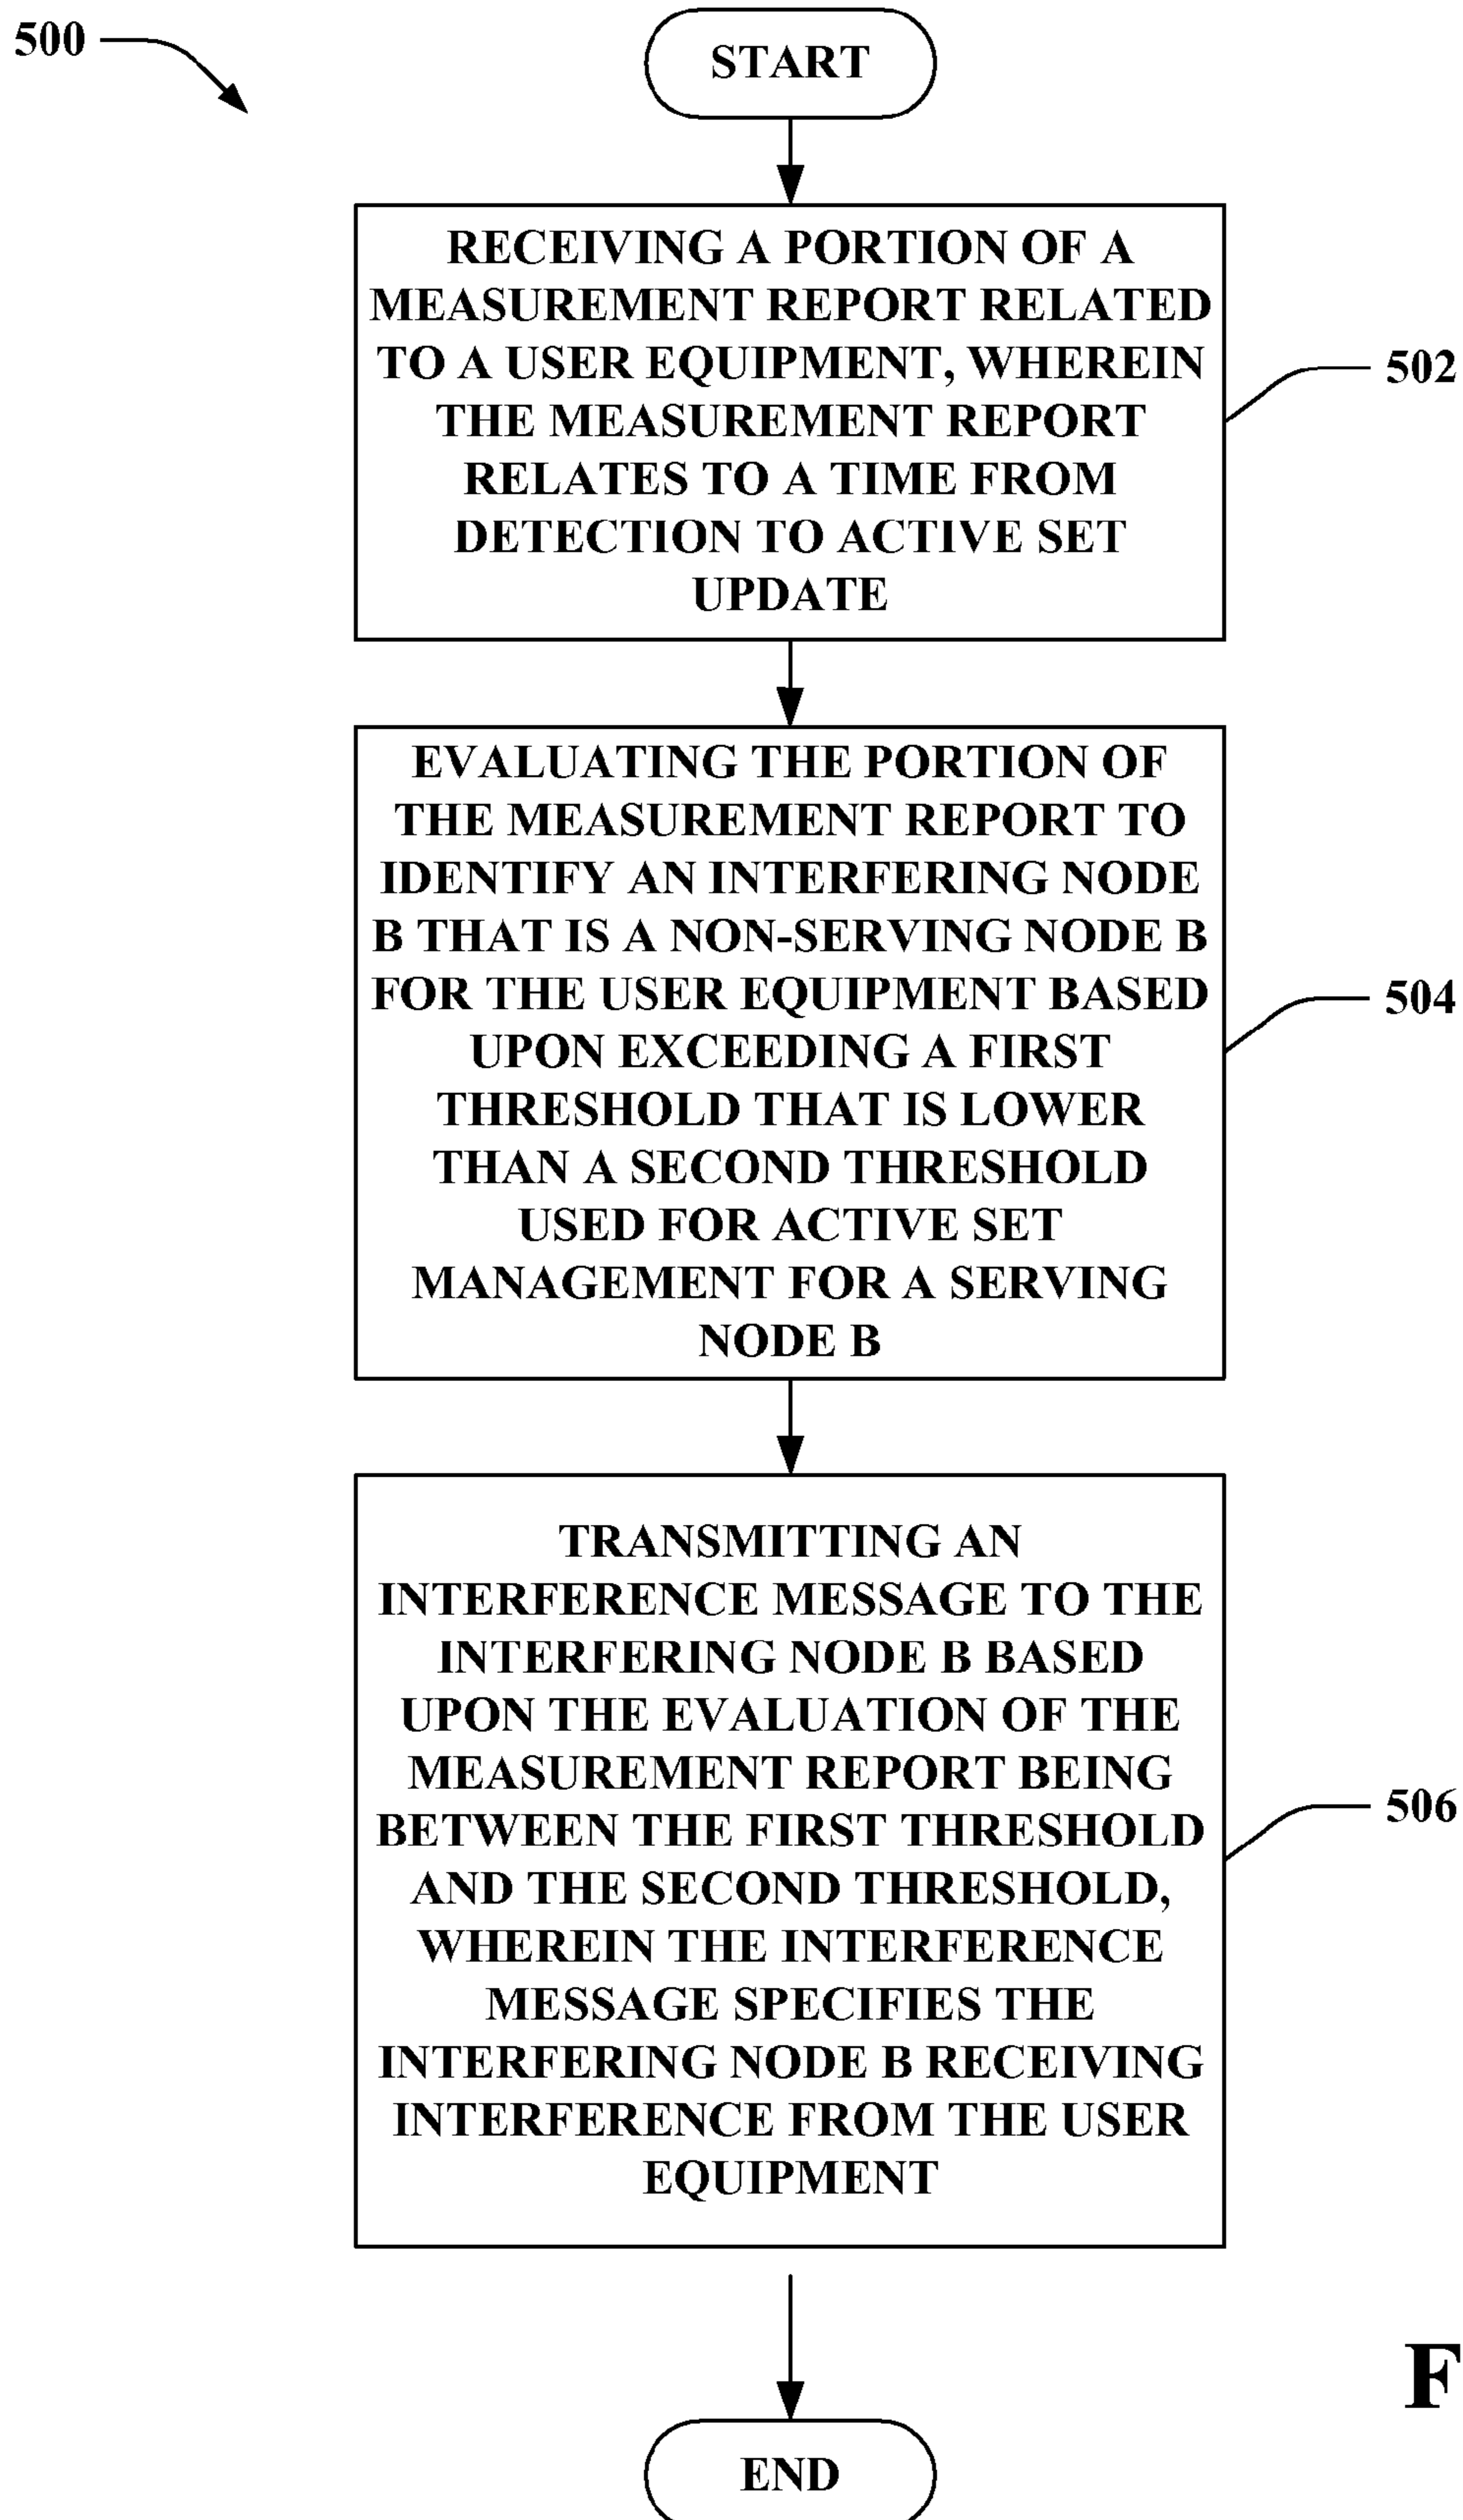 500
START
RECEIVING A PORTION OF A
MEASUREMENT REPORT RELATED
TO A USER EQUIPMENT, WHEREIN
THE MEASUREMENT REPORT
RELATES TO A TIME FROM
DETECTION TO ACTIVE SET
UPDATE
502
EVALUATING THE PORTION OF
THE MEASUREMENT REPORT TO
IDENTIFY AN INTERFERING NODE
B THAT IS A NON-SERVING NODE B
FOR THE USER EQUIPMENT BASED
UPON EXCEEDING A FIRST
THRESHOLD THAT IS LOWER
THAN A SECOND THRESHOLD
USED FOR ACTIVE SET
MANAGEMENT FOR A SERVING
NODE B
504
TRANSMITTING AN
INTERFERENCE MESSAGE TO THE
INTERFERING NODE B BASED
UPON THE EVALUATION OF THE
MEASUREMENT REPORT BEING
BETWEEN THE FIRST THRESHOLD
AND THE SECOND THRESHOLD,
WHEREIN THE INTERFERENCE
MESSAGE SPECIFIES THE
INTERFERING NODE B RECEIVING
INTERFERENCE FROM THE USER
EQUIPMENT
506
F
END